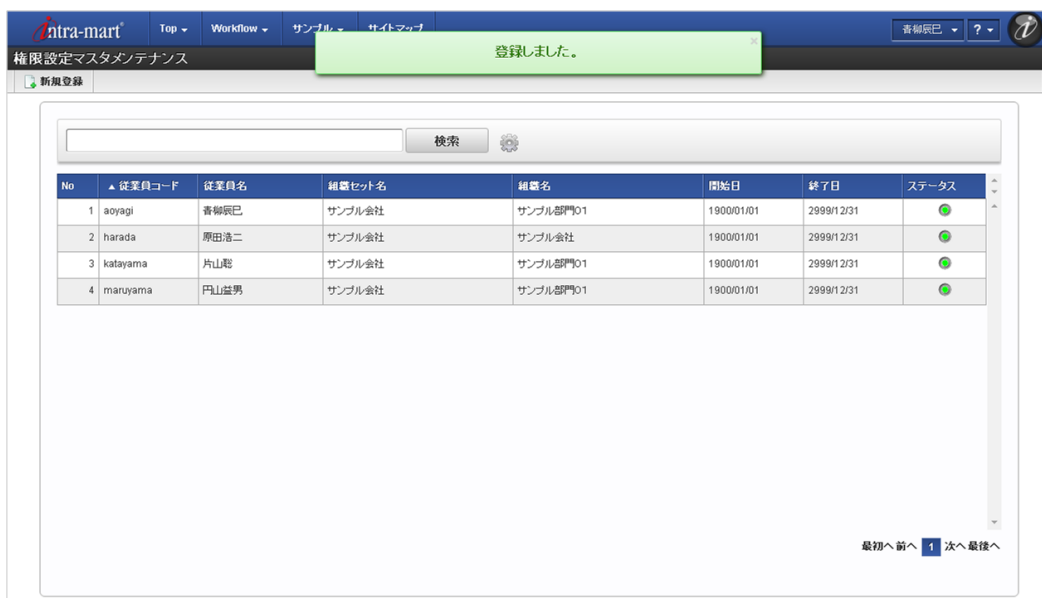 intra-mart® Top Workflow サンプル サイトマップ 青柳辰巳 ?
権限設定マスタメンテナンス
登録しました。 ×
新規登録
検索
No ▲ 従業員コード 従業員名 組織セット名 組織名 開始日 終了日 ステータス
1 aoyagi 青柳辰巳 サンプル会社 サンプル部門01 1900/01/01 2999/12/31
2 harada 原田浩二 サンプル会社 サンプル会社 1900/01/01 2999/12/31
3 katayama 片山聡 サンプル会社 サンプル部門01 1900/01/01 2999/12/31
4 maruyama 円山益男 サンプル会社 サンプル部門01 1900/01/01 2999/12/31
最初へ 前へ 1 次へ 最後へ